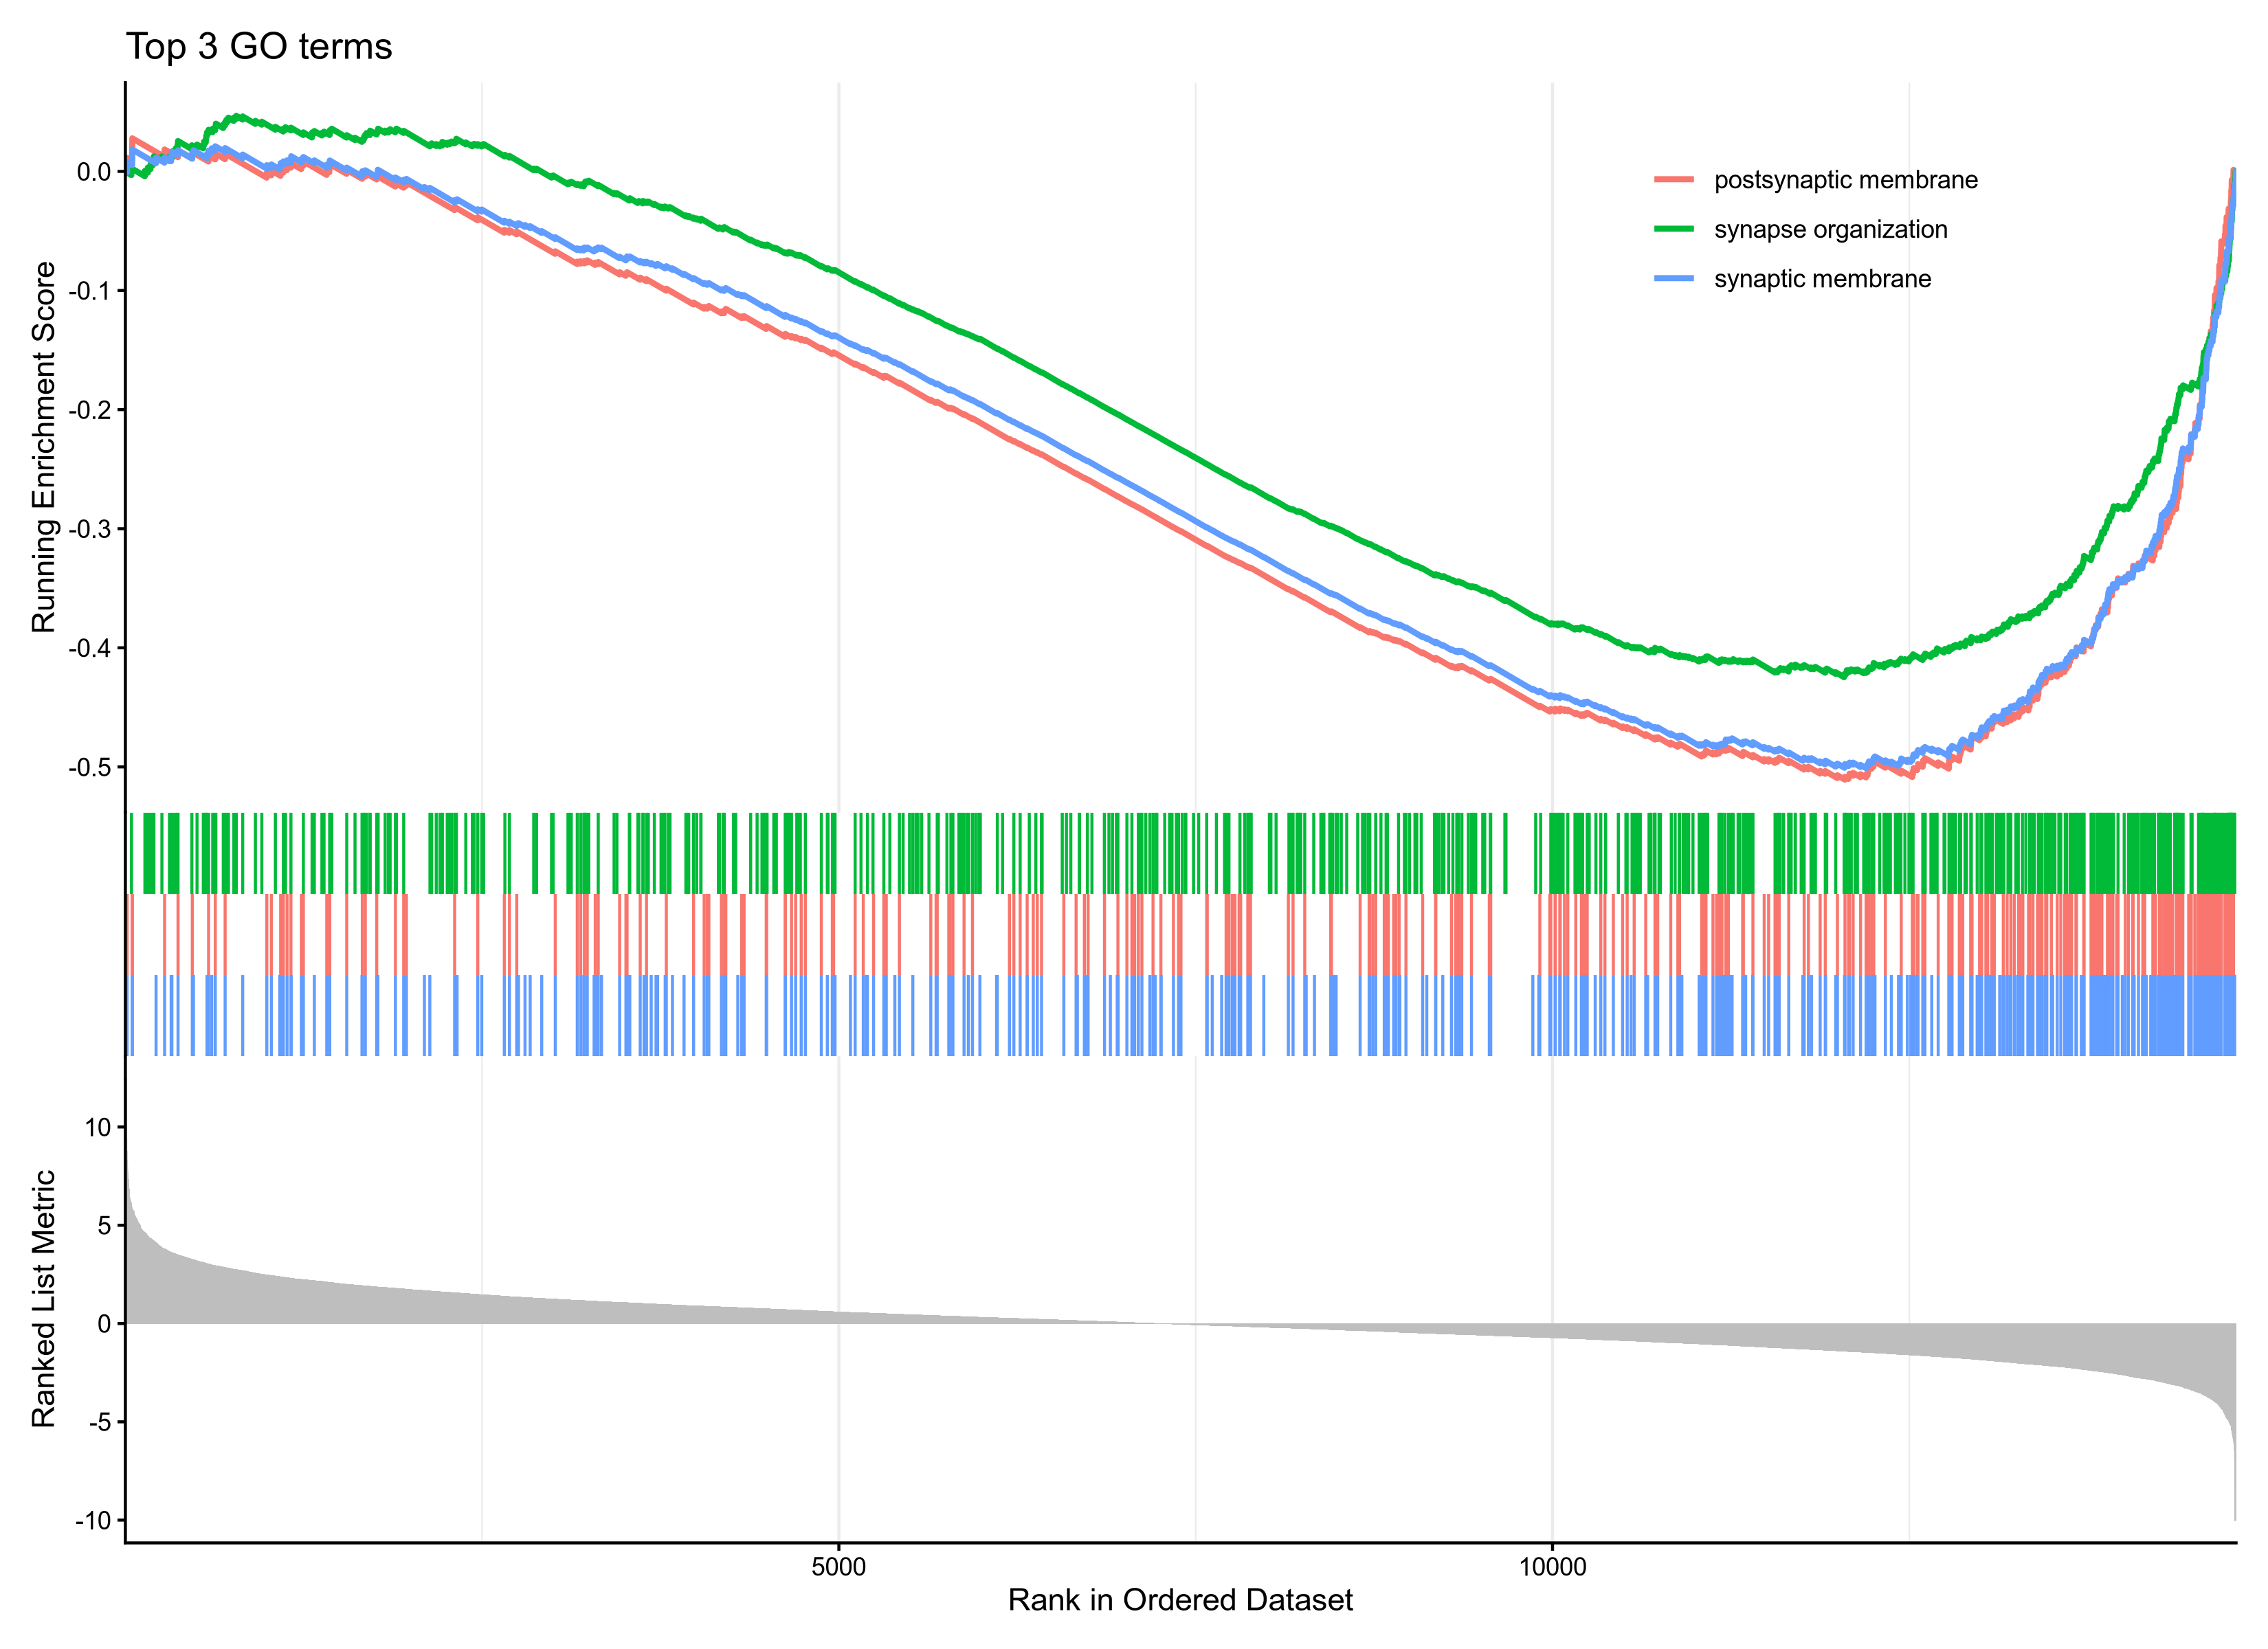 Top 3 GO terms
Running Enrichment Score
0.0
-0.1
-0.2
-0.3
-0.4
-0.5
postsynaptic membrane
synapse organization
synaptic membrane
Ranked List Metric
10
5
0
-5
-10
5000
10000
Rank in Ordered Dataset